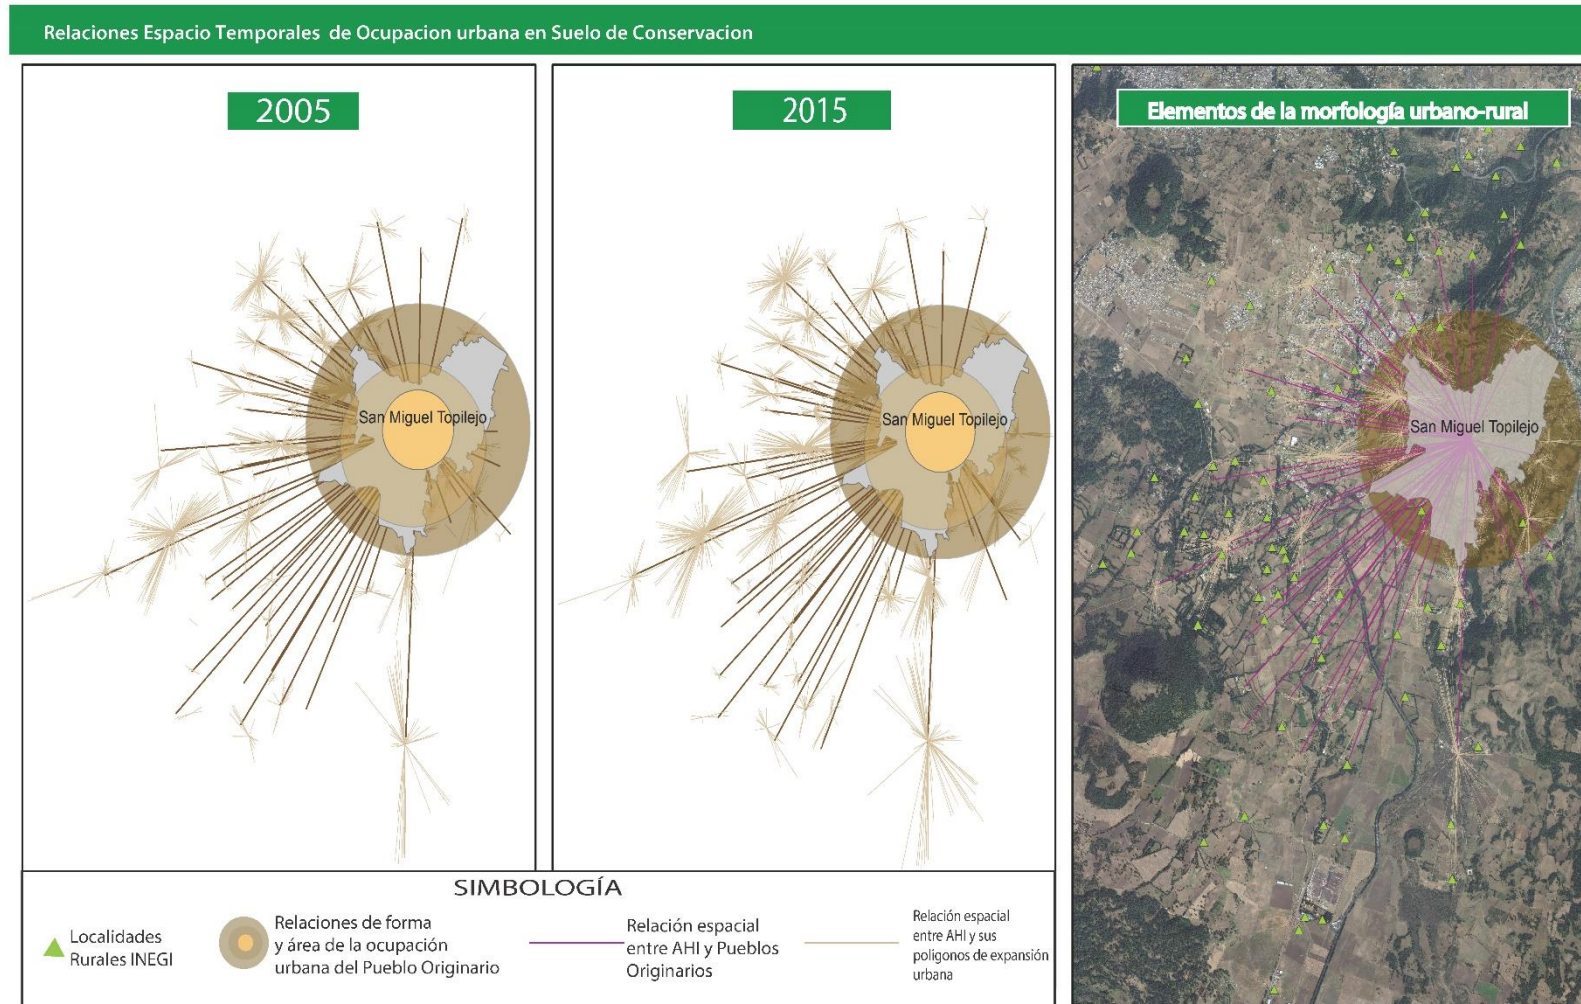 Relaciones Espacio Temporales de Ocupacion urbana en Suelo de Conservacion
2005
San Miguel Topilejo
2015
San Miguel Topilejo
Elementos de la morfología urbano-rural
San Miguel Topilejo
SIMBOLOGÍA
Localidades
Rurales INEGI
Relaciones de forma
y área de la ocupación
urbana del Pueblo Originario
Relación espacial
entre AHI y Pueblos
Originarios
Relación espacial
entre AHI y sus
poligonos de expansión
urbana